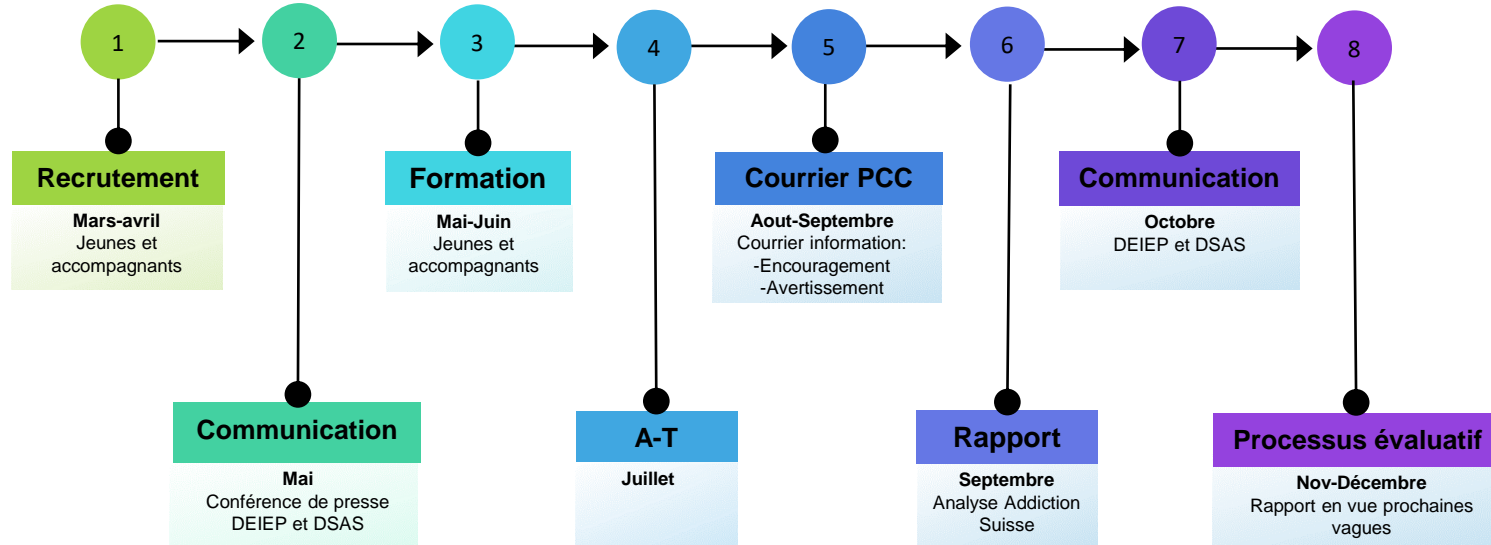 1
2
3
4
5
6
7
8
Recrutement
Mars-avril
Jeunes et
accompagnants
Formation
Mai-Juin
Jeunes et
accompagnants
Courrier PCC
Aout-Septembre
Courrier information:
-Encouragement
-Avertissement
Communication
Octobre
DEIEP et DSAS
Communication
Mai
Conférence de presse
DEIEP et DSAS
A-T
Juillet
Rapport
Septembre
Analyse Addiction
Suisse
Processus évaluatif
Nov-Décembre
Rapport en vue prochaines
vagues